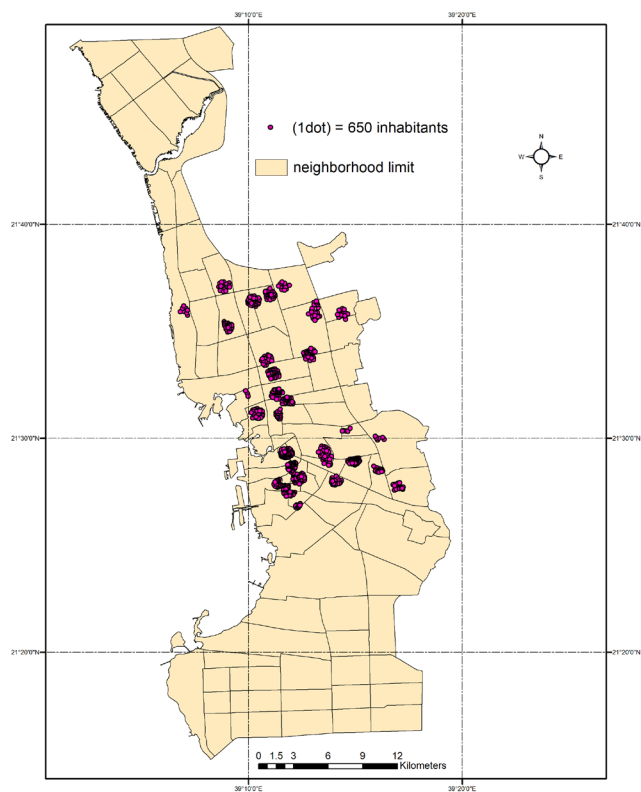 39°10'0"E 39°20'0"E
(1dot) = 650 inhabitants
neighborhood limit
N
W E
S
21°40'0"N 21°40'0"N
21°30'0"N 21°30'0"N
21°20'0"N 21°20'0"N
0 1.5 3 6 9 12
Kilometers
39°10'0"E 39°20'0"E